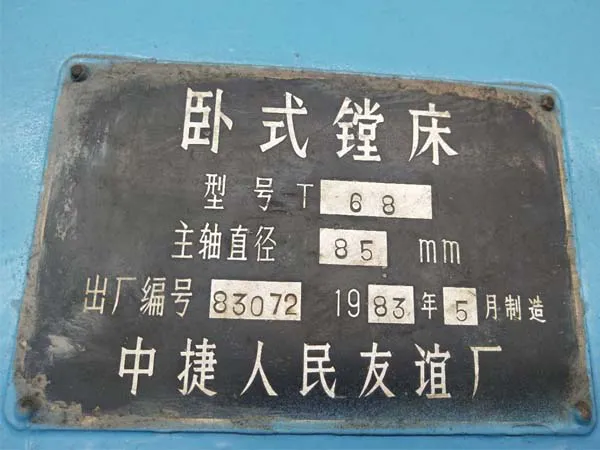 卧式镗床
型号 T 68
主轴直径 85 mm
出厂编号 83072 1983年5月制造
中捷人民友谊厂